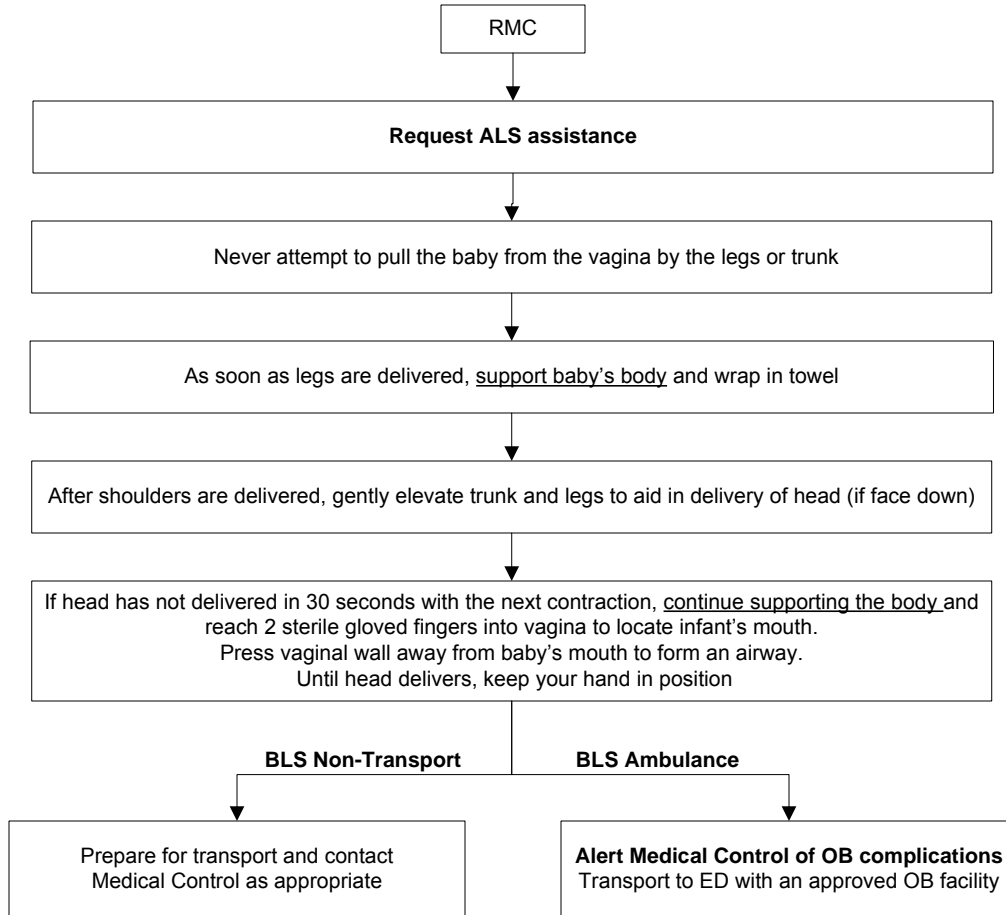 RMC
Request ALS assistance
Never attempt to pull the baby from the vagina by the legs or trunk
As soon as legs are delivered, support baby’s body and wrap in towel
After shoulders are delivered, gently elevate trunk and legs to aid in delivery of head (if face down)
If head has not delivered in 30 seconds with the next contraction, continue supporting the body and
reach 2 sterile gloved fingers into vagina to locate infant’s mouth.
Press vaginal wall away from baby’s mouth to form an airway.
Until head delivers, keep your hand in position
BLS Non-Transport
BLS Ambulance
Prepare for transport and contact
Medical Control as appropriate
Alert Medical Control of OB complications
Transport to ED with an approved OB facility